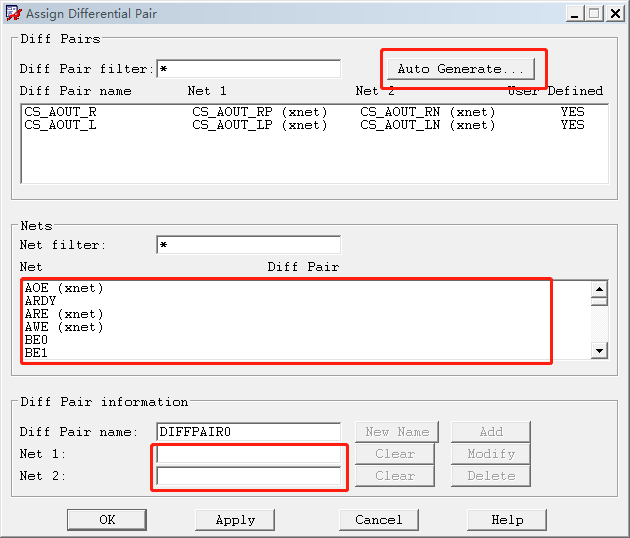 Assign Differential Pair
Diff Pairs
Diff Pair filter: * Auto Generate...
Diff Pair name Net 1 Net 2 User Defined
CS_AOUT_R CS_AOUT_RP (xnet) CS_AOUT_RN (xnet) YES
CS_AOUT_L CS_AOUT_LP (xnet) CS_AOUT_LN (xnet) YES
Nets
Net filter: *
Net Diff Pair
AOE (xnet)
ARDY
ARE (xnet)
AWE (xnet)
BE0
BE1
Diff Pair information
Diff Pair name: DIFFPAIR0 New Name Add
Net 1: Clear Modify
Net 2: Clear Delete
OK Apply Cancel Help